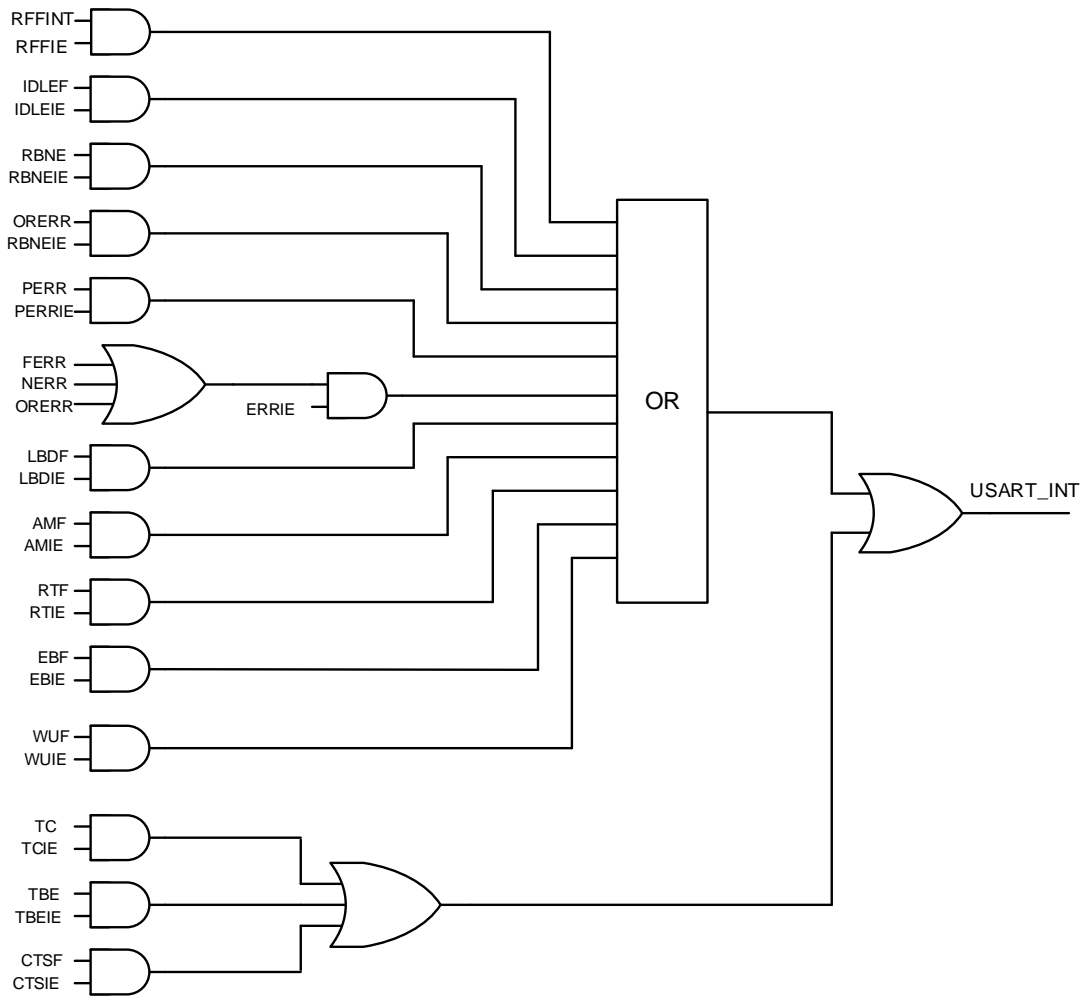 RFFINT
RFFIE
IDLEF
IDLEIE
RBNE
RBNEIE
ORERR
RBNEIE
PERR
PERRIE
FERR
NERR
ORERR
ERRIE
OR
LBDF
LBDIE
AMF
AMIE
USART_INT
RTF
RTIE
EBF
EBIE
WUF
WUIE
TC
TCIE
TBE
TBEIE
CTSF
CTSIE